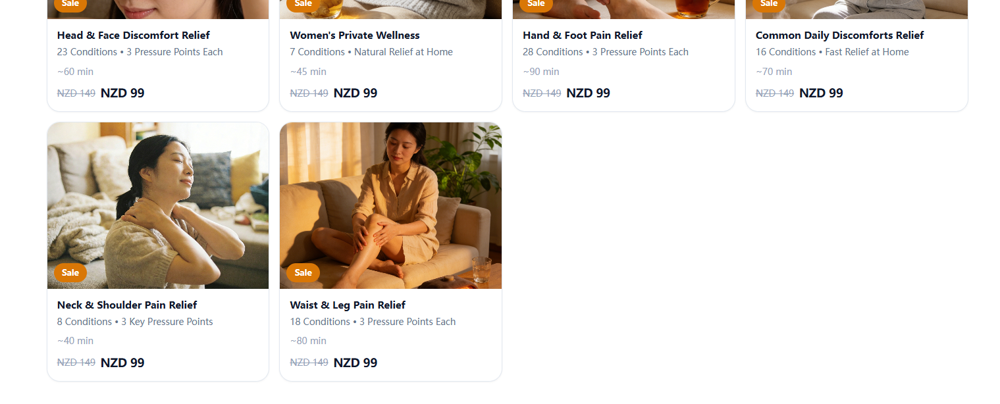 Sale
Sale
Sale
Sale
Head & Face Discomfort Relief
23 Conditions • 3 Pressure Points Each
~60 min
NZD 149 NZD 99
Women's Private Wellness
7 Conditions • Natural Relief at Home
~45 min
NZD 149 NZD 99
Hand & Foot Pain Relief
28 Conditions • 3 Pressure Points Each
~90 min
NZD 149 NZD 99
Common Daily Discomforts Relief
16 Conditions • Fast Relief at Home
~70 min
NZD 149 NZD 99
Sale
Neck & Shoulder Pain Relief
8 Conditions • 3 Key Pressure Points
~40 min
NZD 149 NZD 99
Sale
Waist & Leg Pain Relief
18 Conditions • 3 Pressure Points Each
~80 min
NZD 149 NZD 99